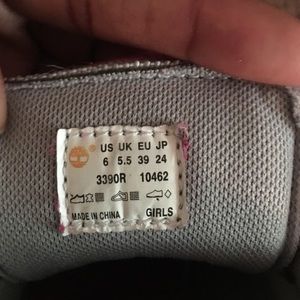 US UK EU JP
6 5.5 39 24
3390R 10462
MADE IN CHINA GIRLS